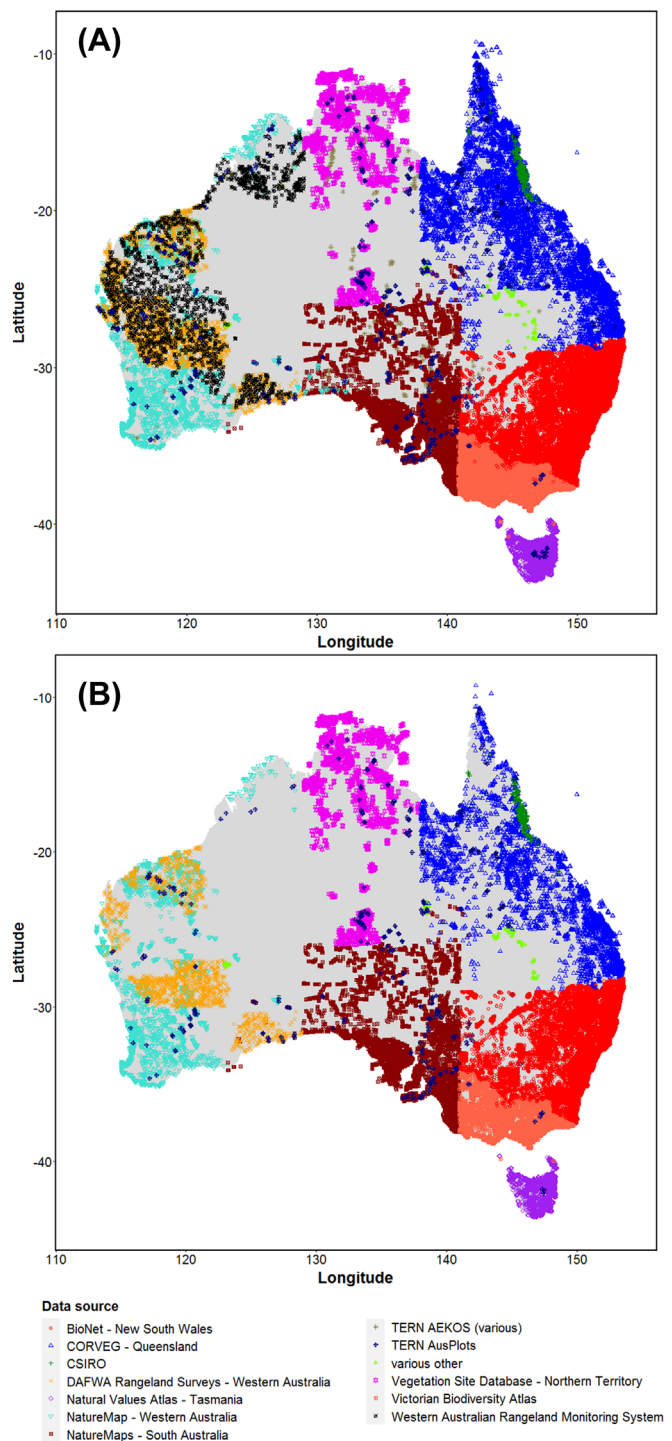 (A)
-10
-20
Latitude
-30
-40
110 120 130 140 150
Longitude
(B)
-10
-20
Latitude
-30
-40
110 120 130 140 150
Longitude
Data source
BioNet - New South Wales
CORVEG - Queensland
CSIRO
DAFWA Rangeland Surveys - Western Australia
Natural Values Atlas - Tasmania
NatureMap - Western Australia
NatureMaps - South Australia
TERN AEKOS (various)
TERN AusPlots
various other
Vegetation Site Database - Northern Territory
Victorian Biodiversity Atlas
Western Australian Rangeland Monitoring System